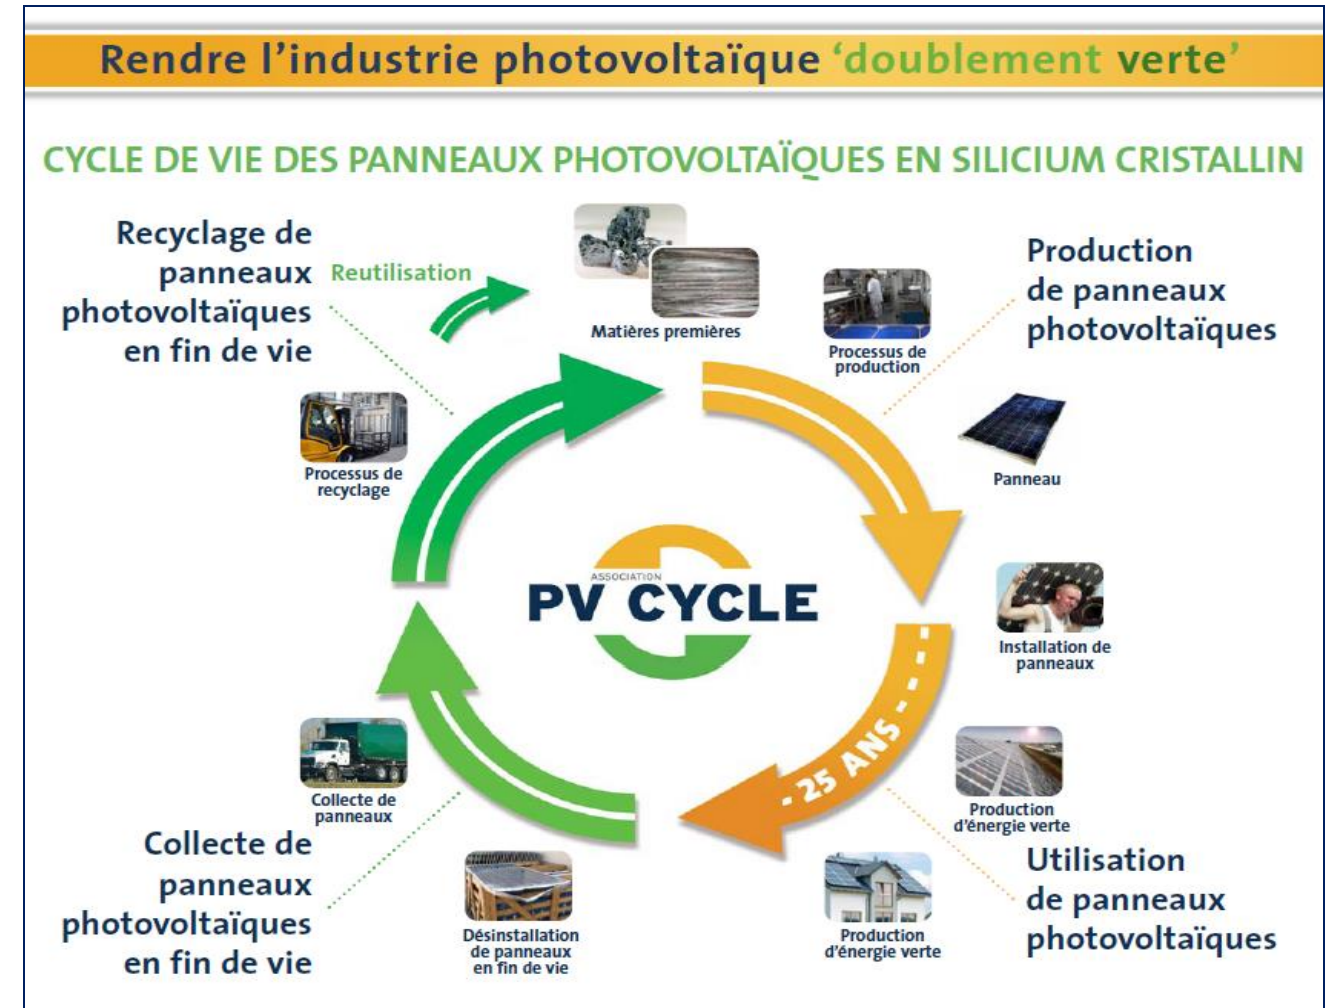 Rendre l’industrie photovoltaïque ‘doublement verte’
CYCLE DE VIE DES PANNEAUX PHOTOVOLTAÏQUES EN SILICIUM CRISTALLIN
Recyclage de
panneaux
photovoltaïques
en fin de vie
Reutilisation
Matières premières
Processus de
production
Production
de panneaux
photovoltaïques
Panneau
Processus de
recyclage
ASSOCIATION
PV CYCLE
Installation de
panneaux
- 25 ANS -
Production
d’énergie verte
Utilisation
de panneaux
photovoltaïques
Production
d’énergie verte
Désinstallation
de panneaux
en fin de vie
Collecte de
panneaux
Collecte de
panneaux
photovoltaïques
en fin de vie